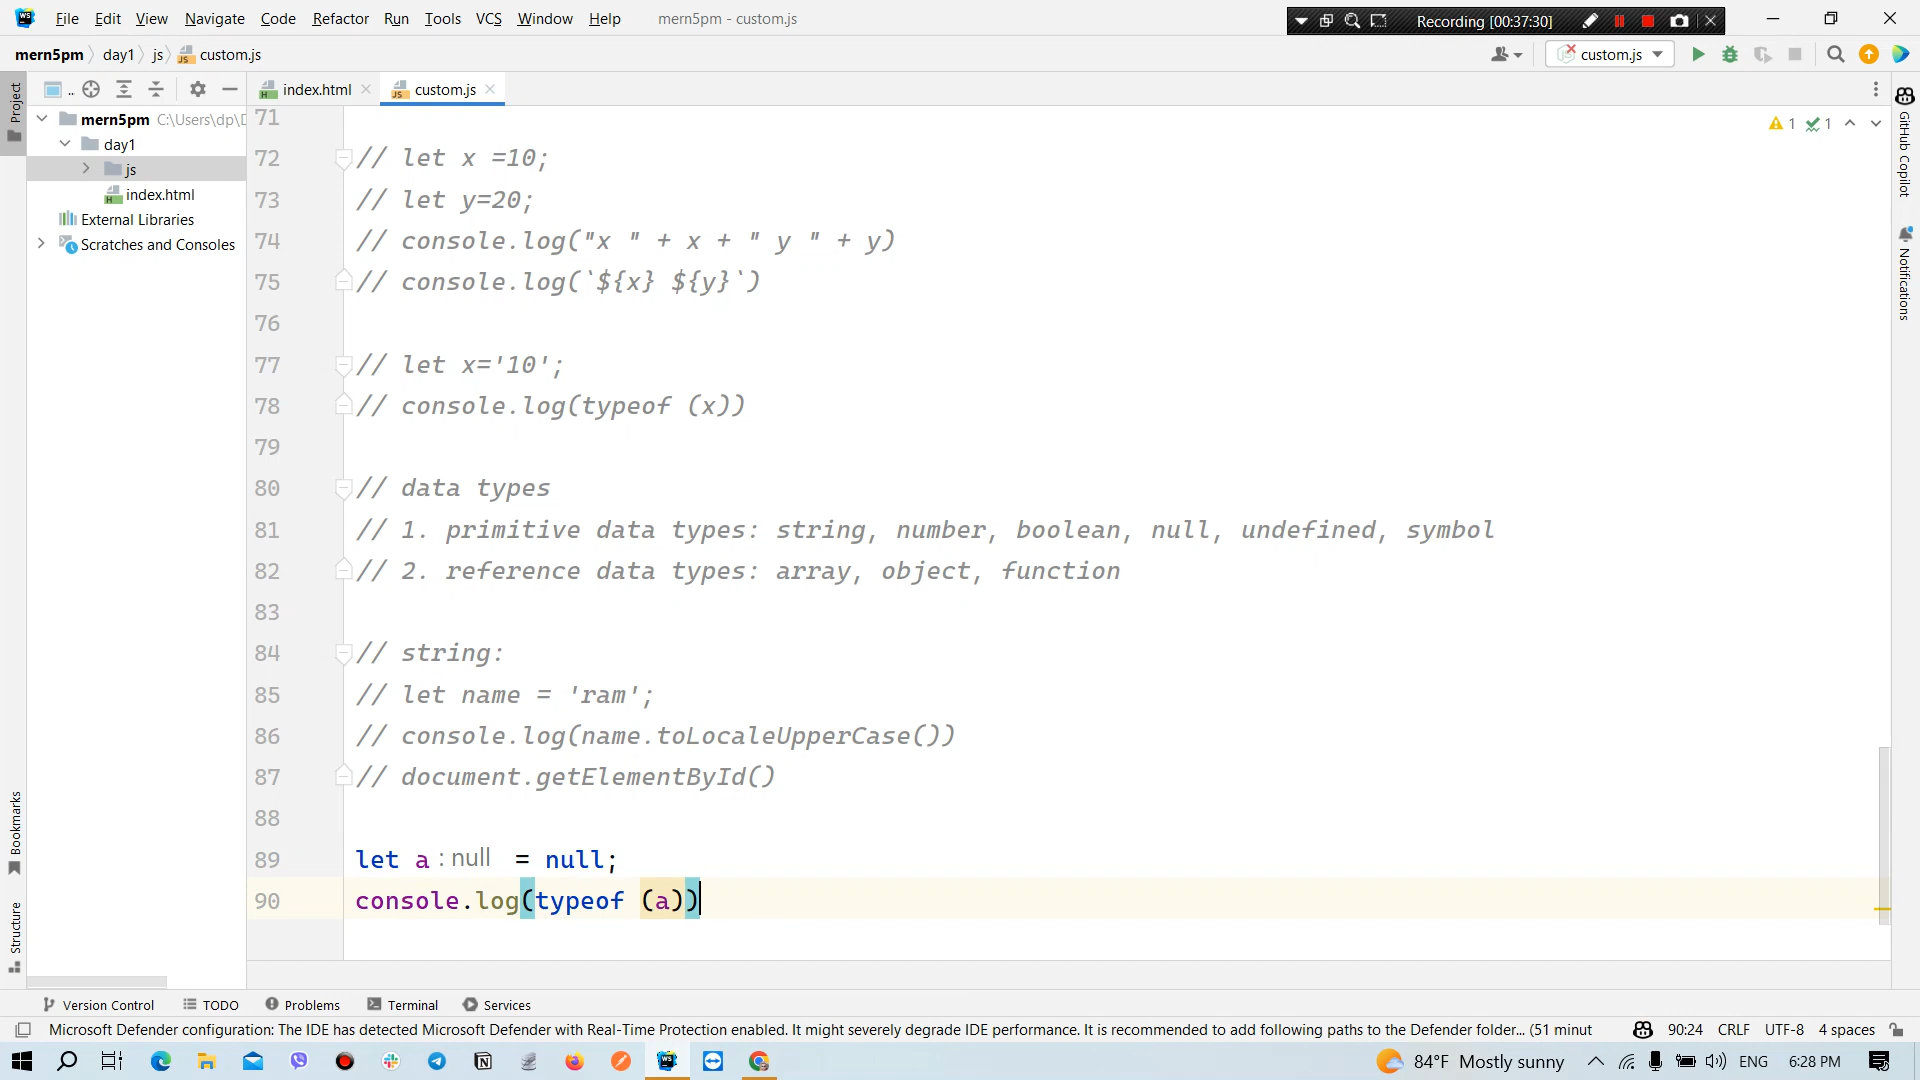 File Edit View Navigate Code Refactor Run Tools VCS Window Help mern5pm - custom.js
Recording [00:37:30]
mern5pm day1 js custom.js
custom.js
Project
..
index.html
custom.js
mern5pm C:\Users\dp\D
day1
js
index.html
External Libraries
Scratches and Consoles
1 1
GitHub Copilot
Notifications
71
72 // let x =10;
73 // let y=20;
74 // console.log("x " + x + " y " + y)
75 // console.log(`${x} ${y}`)
76
77 // let x='10';
78 // console.log(typeof (x))
79
80 // data types
81 // 1. primitive data types: string, number, boolean, null, undefined, symbol
82 // 2. reference data types: array, object, function
83
84 // string:
85 // let name = 'ram';
86 // console.log(name.toLocaleUpperCase())
87 // document.getElementById()
88
89 let a : null = null;
90 console.log(typeof (a))
Bookmarks
Structure
Version Control TODO Problems Terminal Services
Microsoft Defender configuration: The IDE has detected Microsoft Defender with Real-Time Protection enabled. It might severely degrade IDE performance. It is recommended to add following paths to the Defender folder... (51 minut 90:24 CRLF UTF-8 4 spaces
84°F Mostly sunny ENG 6:28 PM